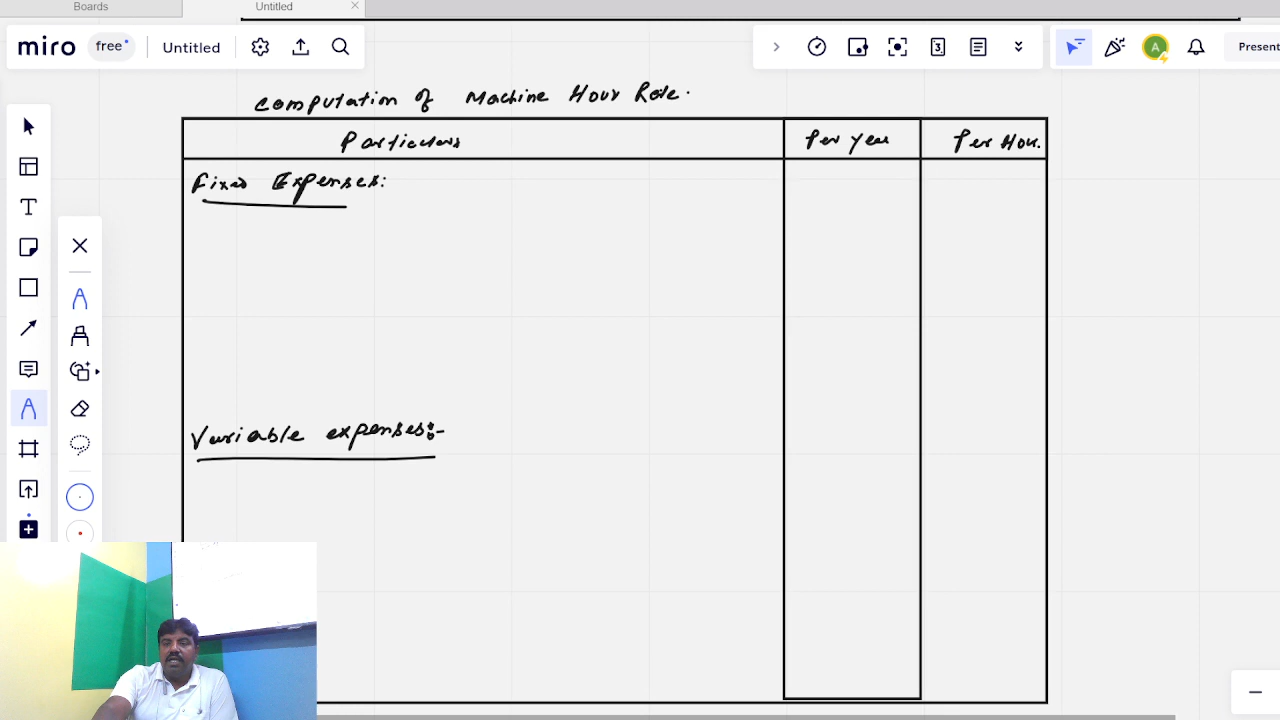 Boards
Untitled
miro
free
Untitled
3
A
Present
Computation of Machine Hour Rate.
Particulars
Per Year
Per Hour.
Fixed Expenses:
Variable expenses:-
T